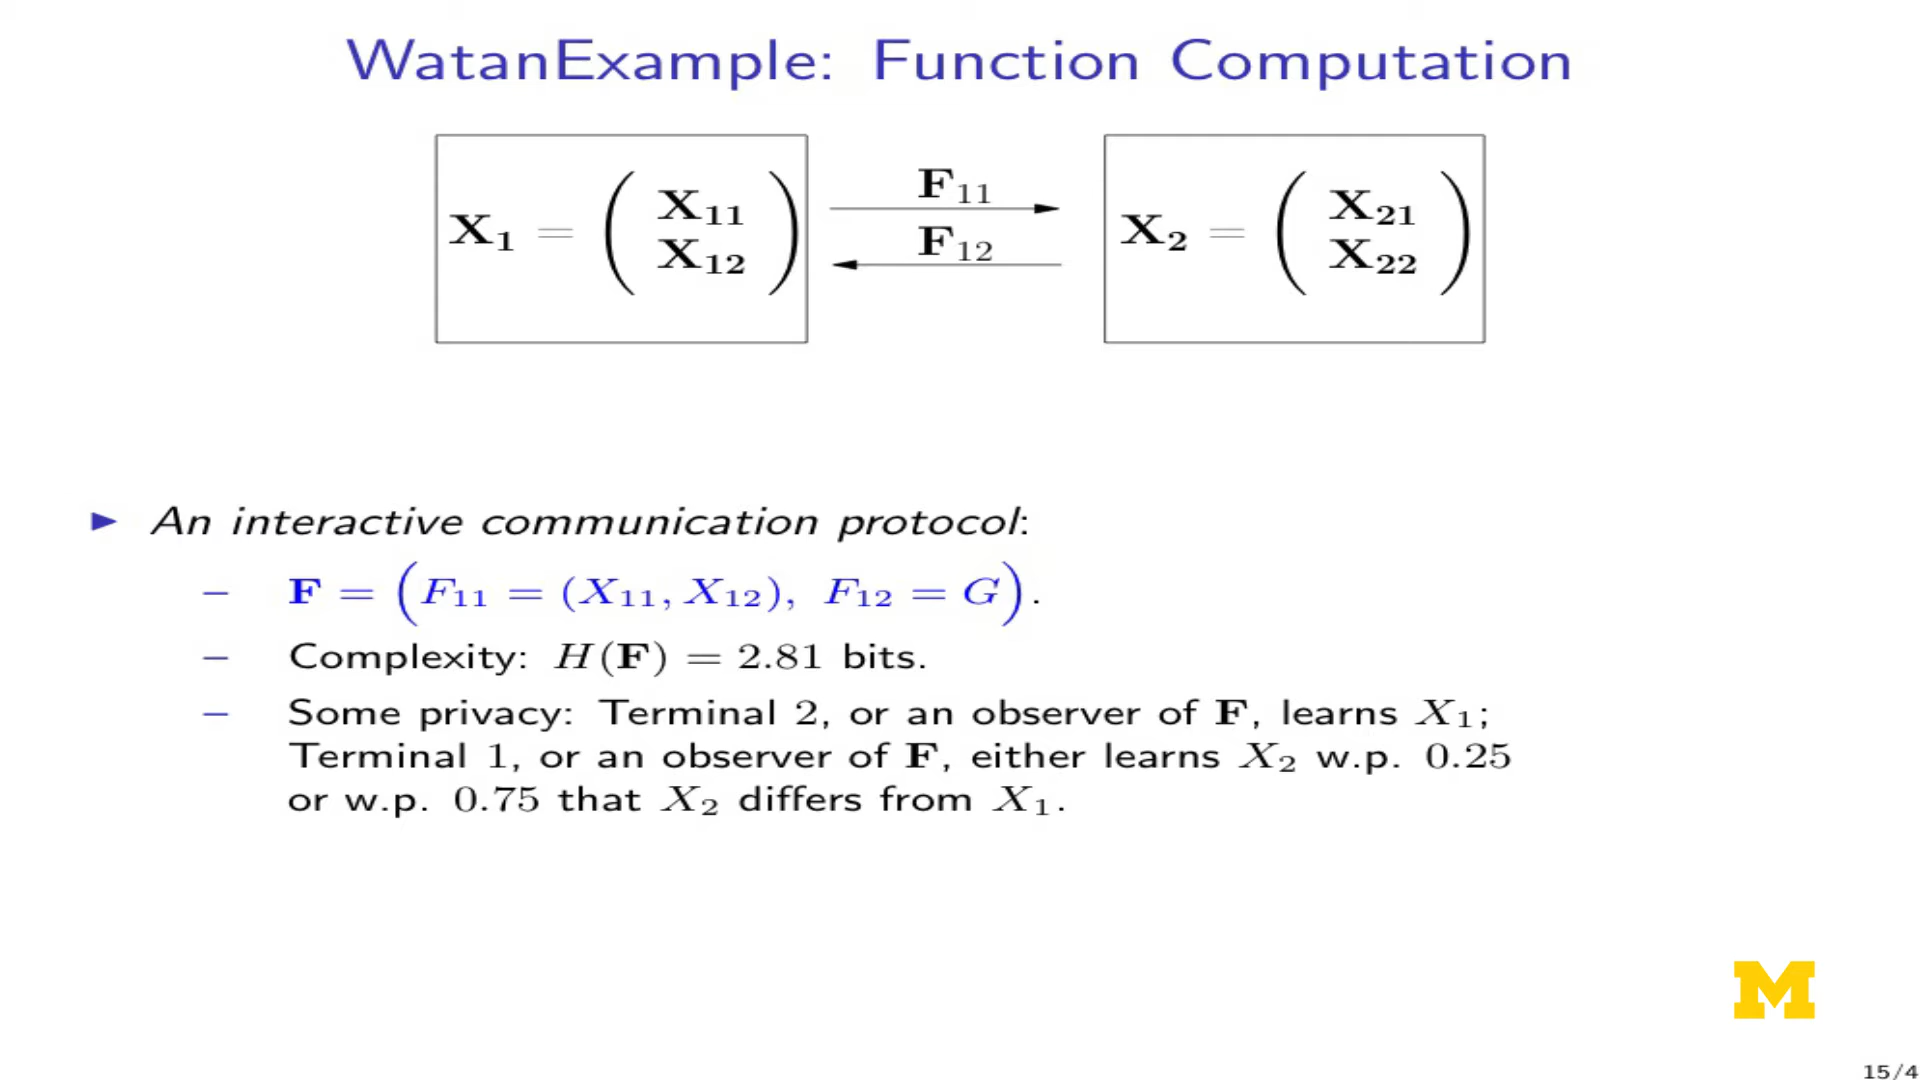 WatanExample: Function Computation
X₁ = ( X₁₁ X₁₂ ) F₁₁ F₁₂ X₂ = ( X₂₁ X₂₂ )
▶ An interactive communication protocol:
– F = (F₁₁ = (X₁₁, X₁₂), F₁₂ = G).
– Complexity: H(F) = 2.81 bits.
– Some privacy: Terminal 2, or an observer of F, learns X₁;
Terminal 1, or an observer of F, either learns X₂ w.p. 0.25
or w.p. 0.75 that X₂ differs from X₁.
M
15/4